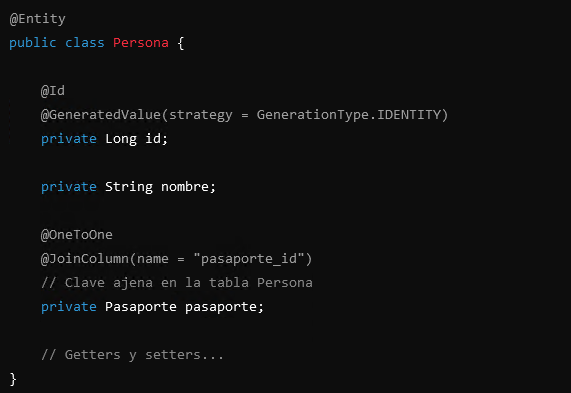 @Entity
public class Persona {
@Id
@GeneratedValue(strategy = GenerationType.IDENTITY)
private Long id;
private String nombre;
@OneToOne
@JoinColumn(name = "pasaporte_id")
// Clave ajena en la tabla Persona
private Pasaporte pasaporte;
// Getters y setters...
}